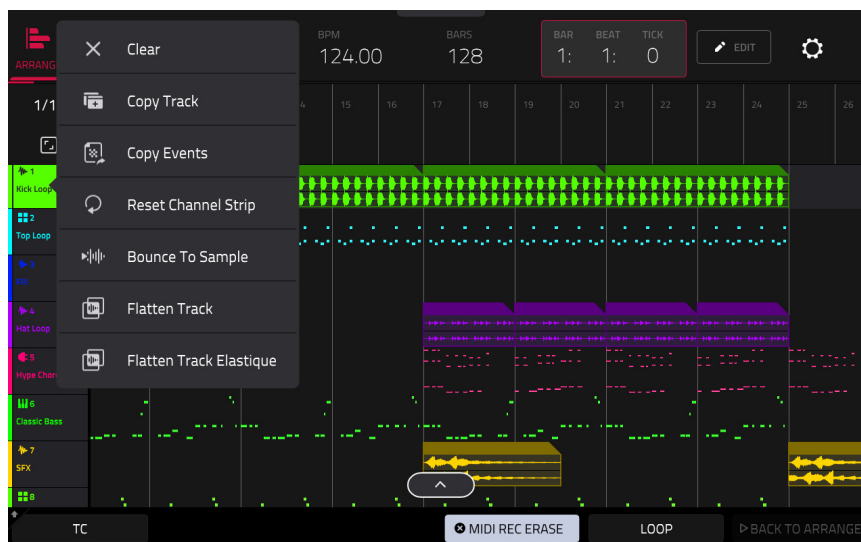 ARRANG
Clear
BPM
124.00
BARS
128
BAR BEAT TICK
1: 1: 0
EDIT
1/1
Copy Track
4 15 16 17 18 19 20 21 22 23 24 25 26
Copy Events
1
Kick Loop
Reset Channel Strip
2
Top Loop
Bounce To Sample
3
Fill
4
Hat Loop
Flatten Track
5
Hype Chor
Flatten Track Elastique
6
Classic Bass
7
SFX
8
TC
MIDI REC ERASE
LOOP
BACK TO ARRANGE